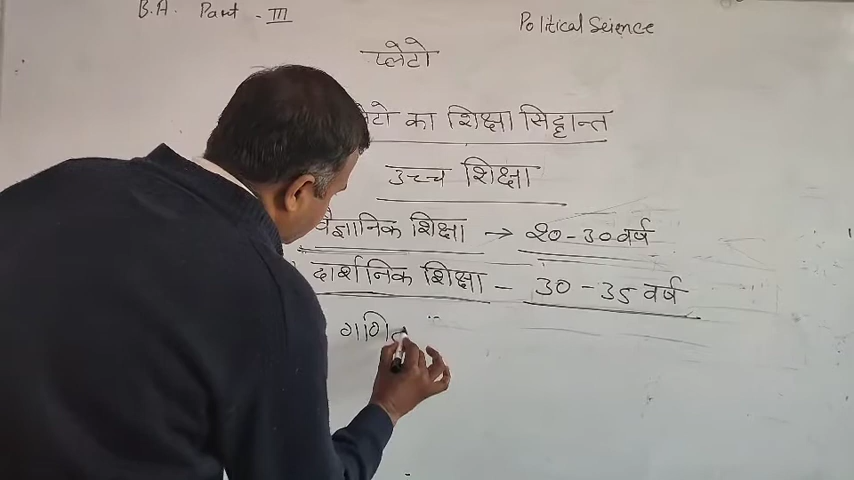 B.A. Part - III Political Science
प्लेटो
का शिक्षा सिद्धान्त
उच्च शिक्षा
वैज्ञानिक शिक्षा → 20-30 वर्ष
दार्शनिक शिक्षा - 30 - 35 वर्ष